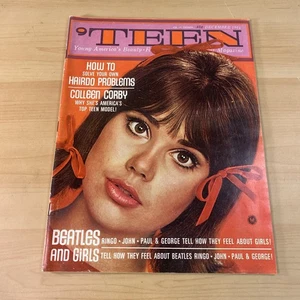 'TEEN
Young America's Beauty
Magazine
HOW TO
SOLVE YOUR OWN
HAIRDO PROBLEMS
COLLEEN CORBY
WHY SHE'S AMERICA'S
TOP TEEN MODEL!
BEATLES
AND GIRLS
RINGO · JOHN · PAUL & GEORGE TELL HOW THEY FEEL ABOUT GIRLS!
TELL HOW THEY FEEL ABOUT BEATLES RINGO · JOHN · PAUL & GEORGE!